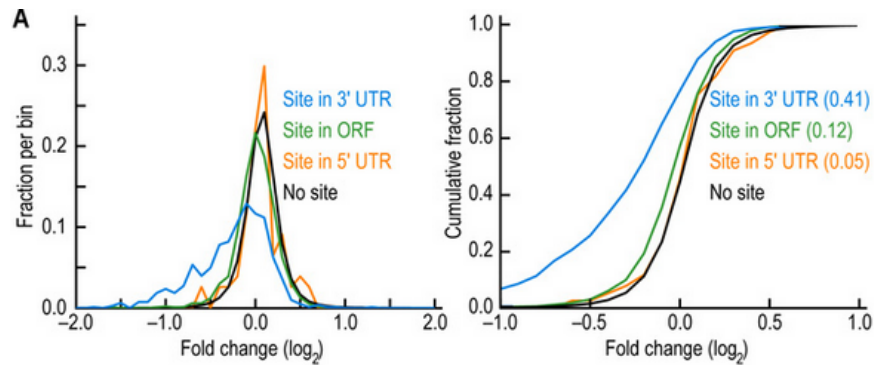 A
Fraction per bin
0.3
0.2
0.1
0.0
−2.0
−1.0
0.0
1.0
2.0
Fold change (log2)
Site in 3' UTR
Site in ORF
Site in 5' UTR
No site
Cumulative fraction
1.0
0.8
0.6
0.4
0.2
0.0
−1.0
−0.5
0.0
0.5
1.0
Fold change (log2)
Site in 3' UTR (0.41)
Site in ORF (0.12)
Site in 5' UTR (0.05)
No site